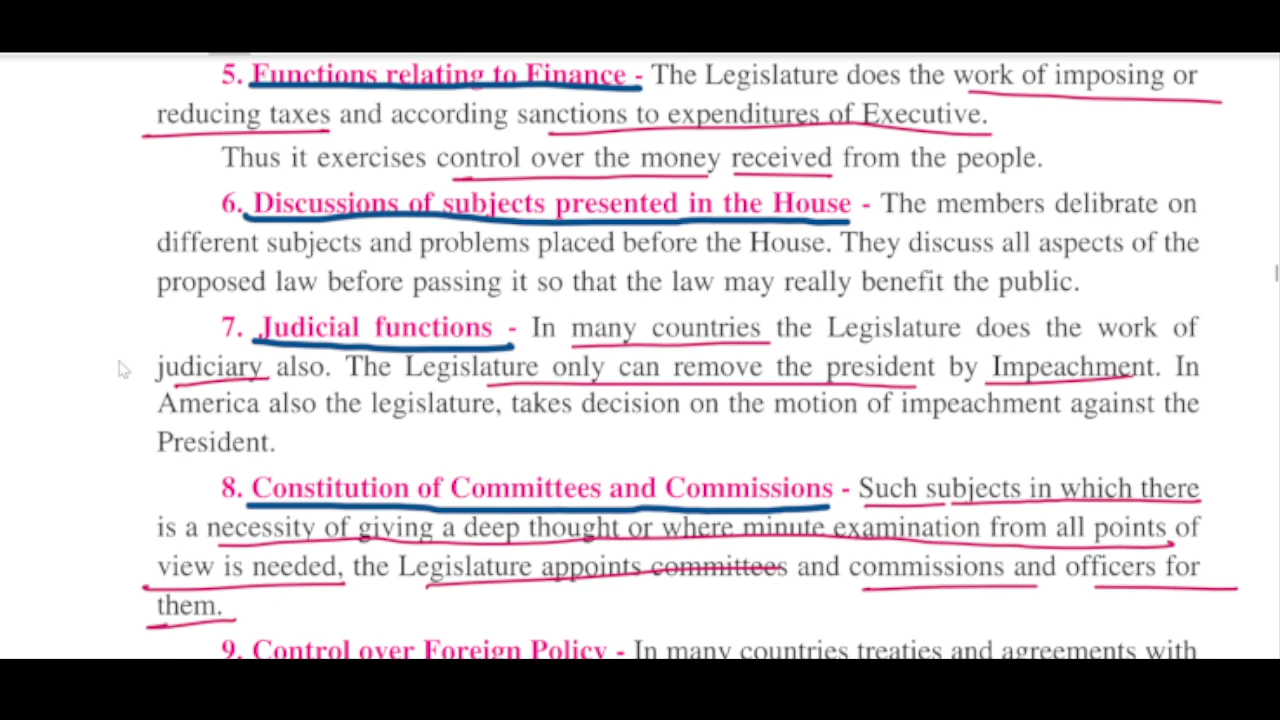 5. Functions relating to Finance - The Legislature does the work of imposing or
reducing taxes and according sanctions to expenditures of Executive.
Thus it exercises control over the money received from the people.
6. Discussions of subjects presented in the House - The members delibrate on
different subjects and problems placed before the House. They discuss all aspects of the
proposed law before passing it so that the law may really benefit the public.
7. Judicial functions - In many countries the Legislature does the work of
judiciary also. The Legislature only can remove the president by Impeachment. In
America also the legislature, takes decision on the motion of impeachment against the
President.
8. Constitution of Committees and Commissions - Such subjects in which there
is a necessity of giving a deep thought or where minute examination from all points of
view is needed, the Legislature appoints committees and commissions and officers for
them.
9. Control over Foreign Policy - In many countries treaties and agreements with